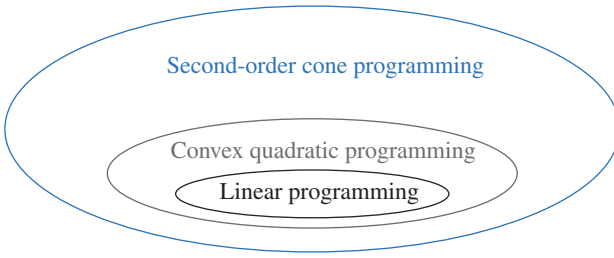 Second-order cone programming
Convex quadratic programming
Linear programming